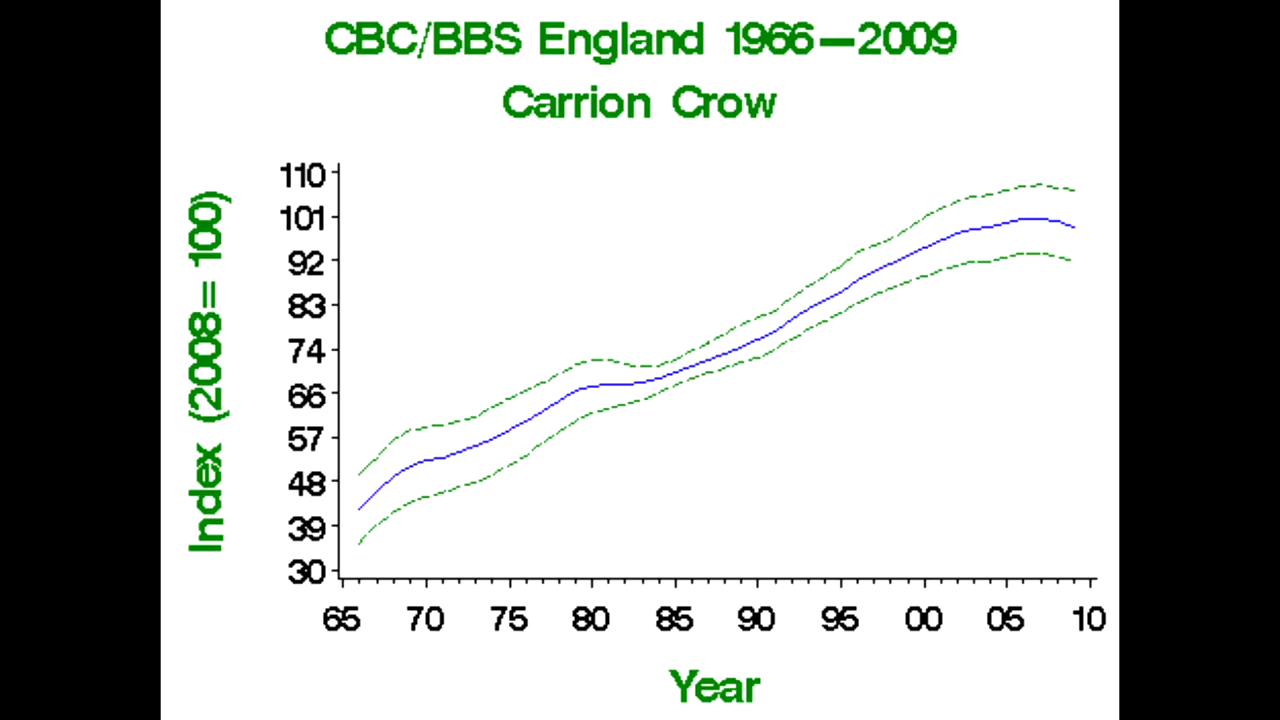 CBC/BBS England 1966—2009
Carrion Crow
Index (2008= 100)
110
101
92
83
74
66
57
48
39
30
65 70 75 80 85 90 95 00 05 10
Year